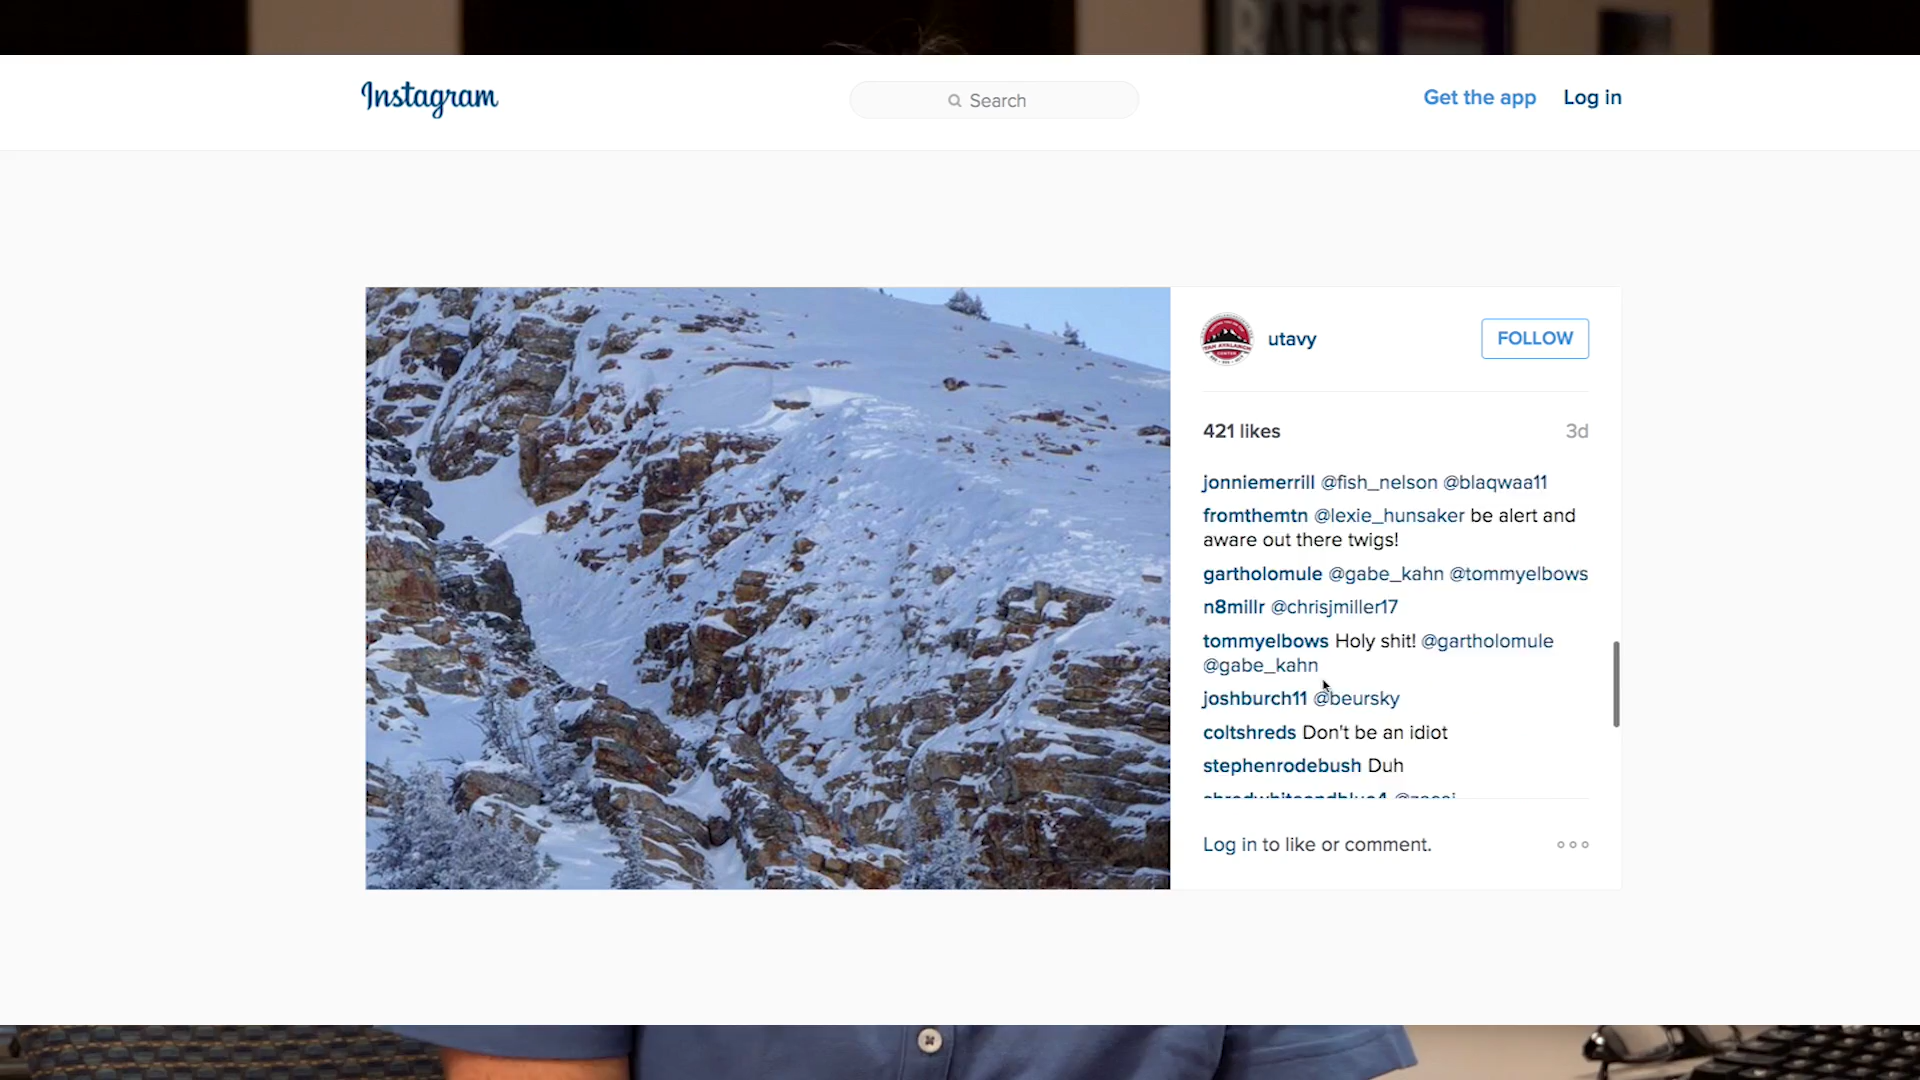 RAMS
Instagram
Search
Get the app
Log in
utavy
FOLLOW
421 likes
3d
jonniemerrill @fish_nelson @blaqwaa11
fromthemtn @lexie_hunsaker be alert and
aware out there twigs!
gartholomule @gabe_kahn @tommyelbows
n8millr @chrisjmiller17
tommyelbows Holy shit! @gartholomule
@gabe_kahn
joshburch11 @beursky
coltshreds Don't be an idiot
stephenrodebush Duh
Log in to like or comment.